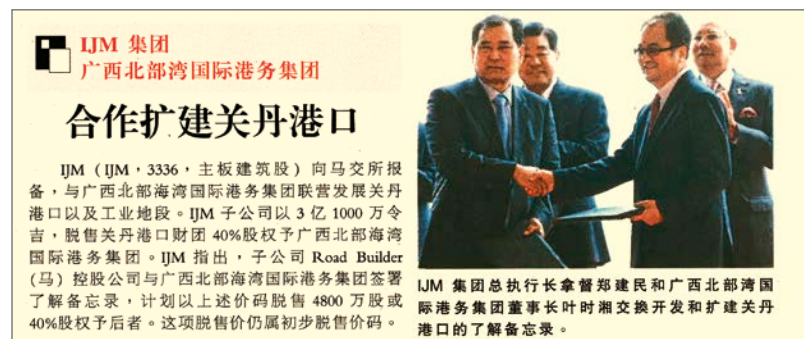 IJM 集团
广西北部湾国际港务集团
合作扩建关丹港口
IJM（IJM，3336，主板建筑股）向马交所报
备，与广西北部海湾国际港务集团联营发展关丹
港口以及工业地段。IJM 子公司以 3 亿 1000 万令
吉，脱售关丹港口财团 40%股权予广西北部海湾
国际港务集团。IJM 指出，子公司 Road Builder
(马) 控股公司与广西北部海湾国际港务集团签署
了解备忘录，计划以上述价码脱售 4800 万股或
40%股权予后者。这项脱售价仍属初步脱售价码。
IJM 集团总执行长拿督郑建民和广西北部湾国
际港务集团董事长叶时湘交换开发和扩建关丹
港口的了解备忘录。